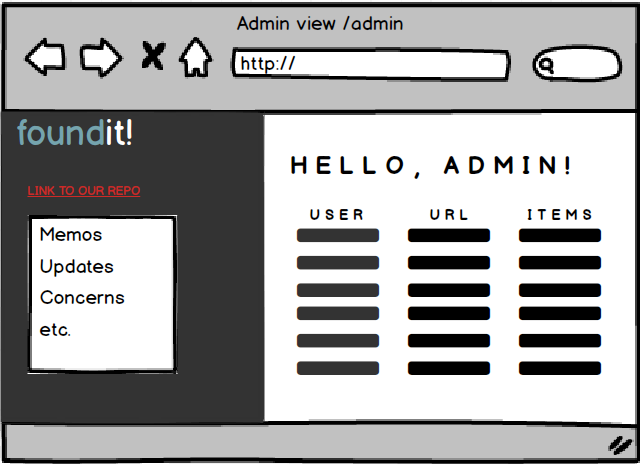 Admin view /admin
http://
foundit!
LINK TO OUR REPO
Memos
Updates
Concerns
etc.
HELLO, ADMIN!
USER URL ITEMS